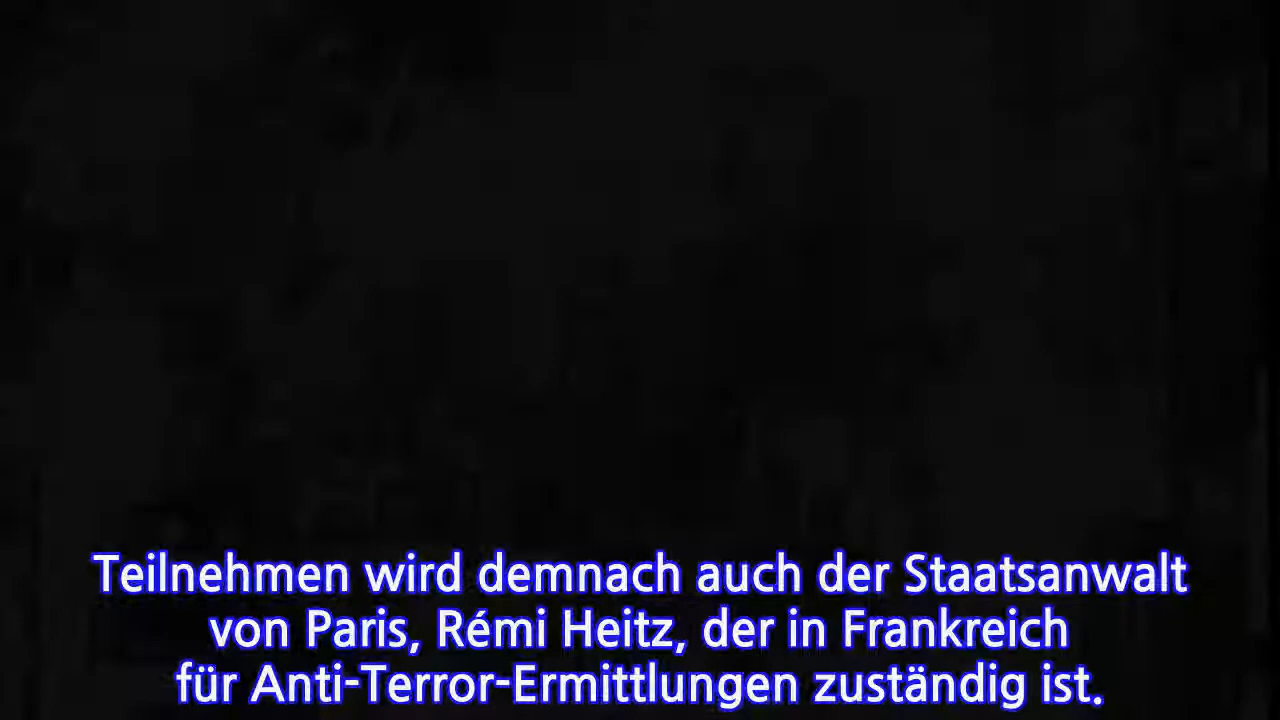 Teilnehmen wird demnach auch der Staatsanwalt
von Paris, Rémi Heitz, der in Frankreich
für Anti-Terror-Ermittlungen zuständig ist.